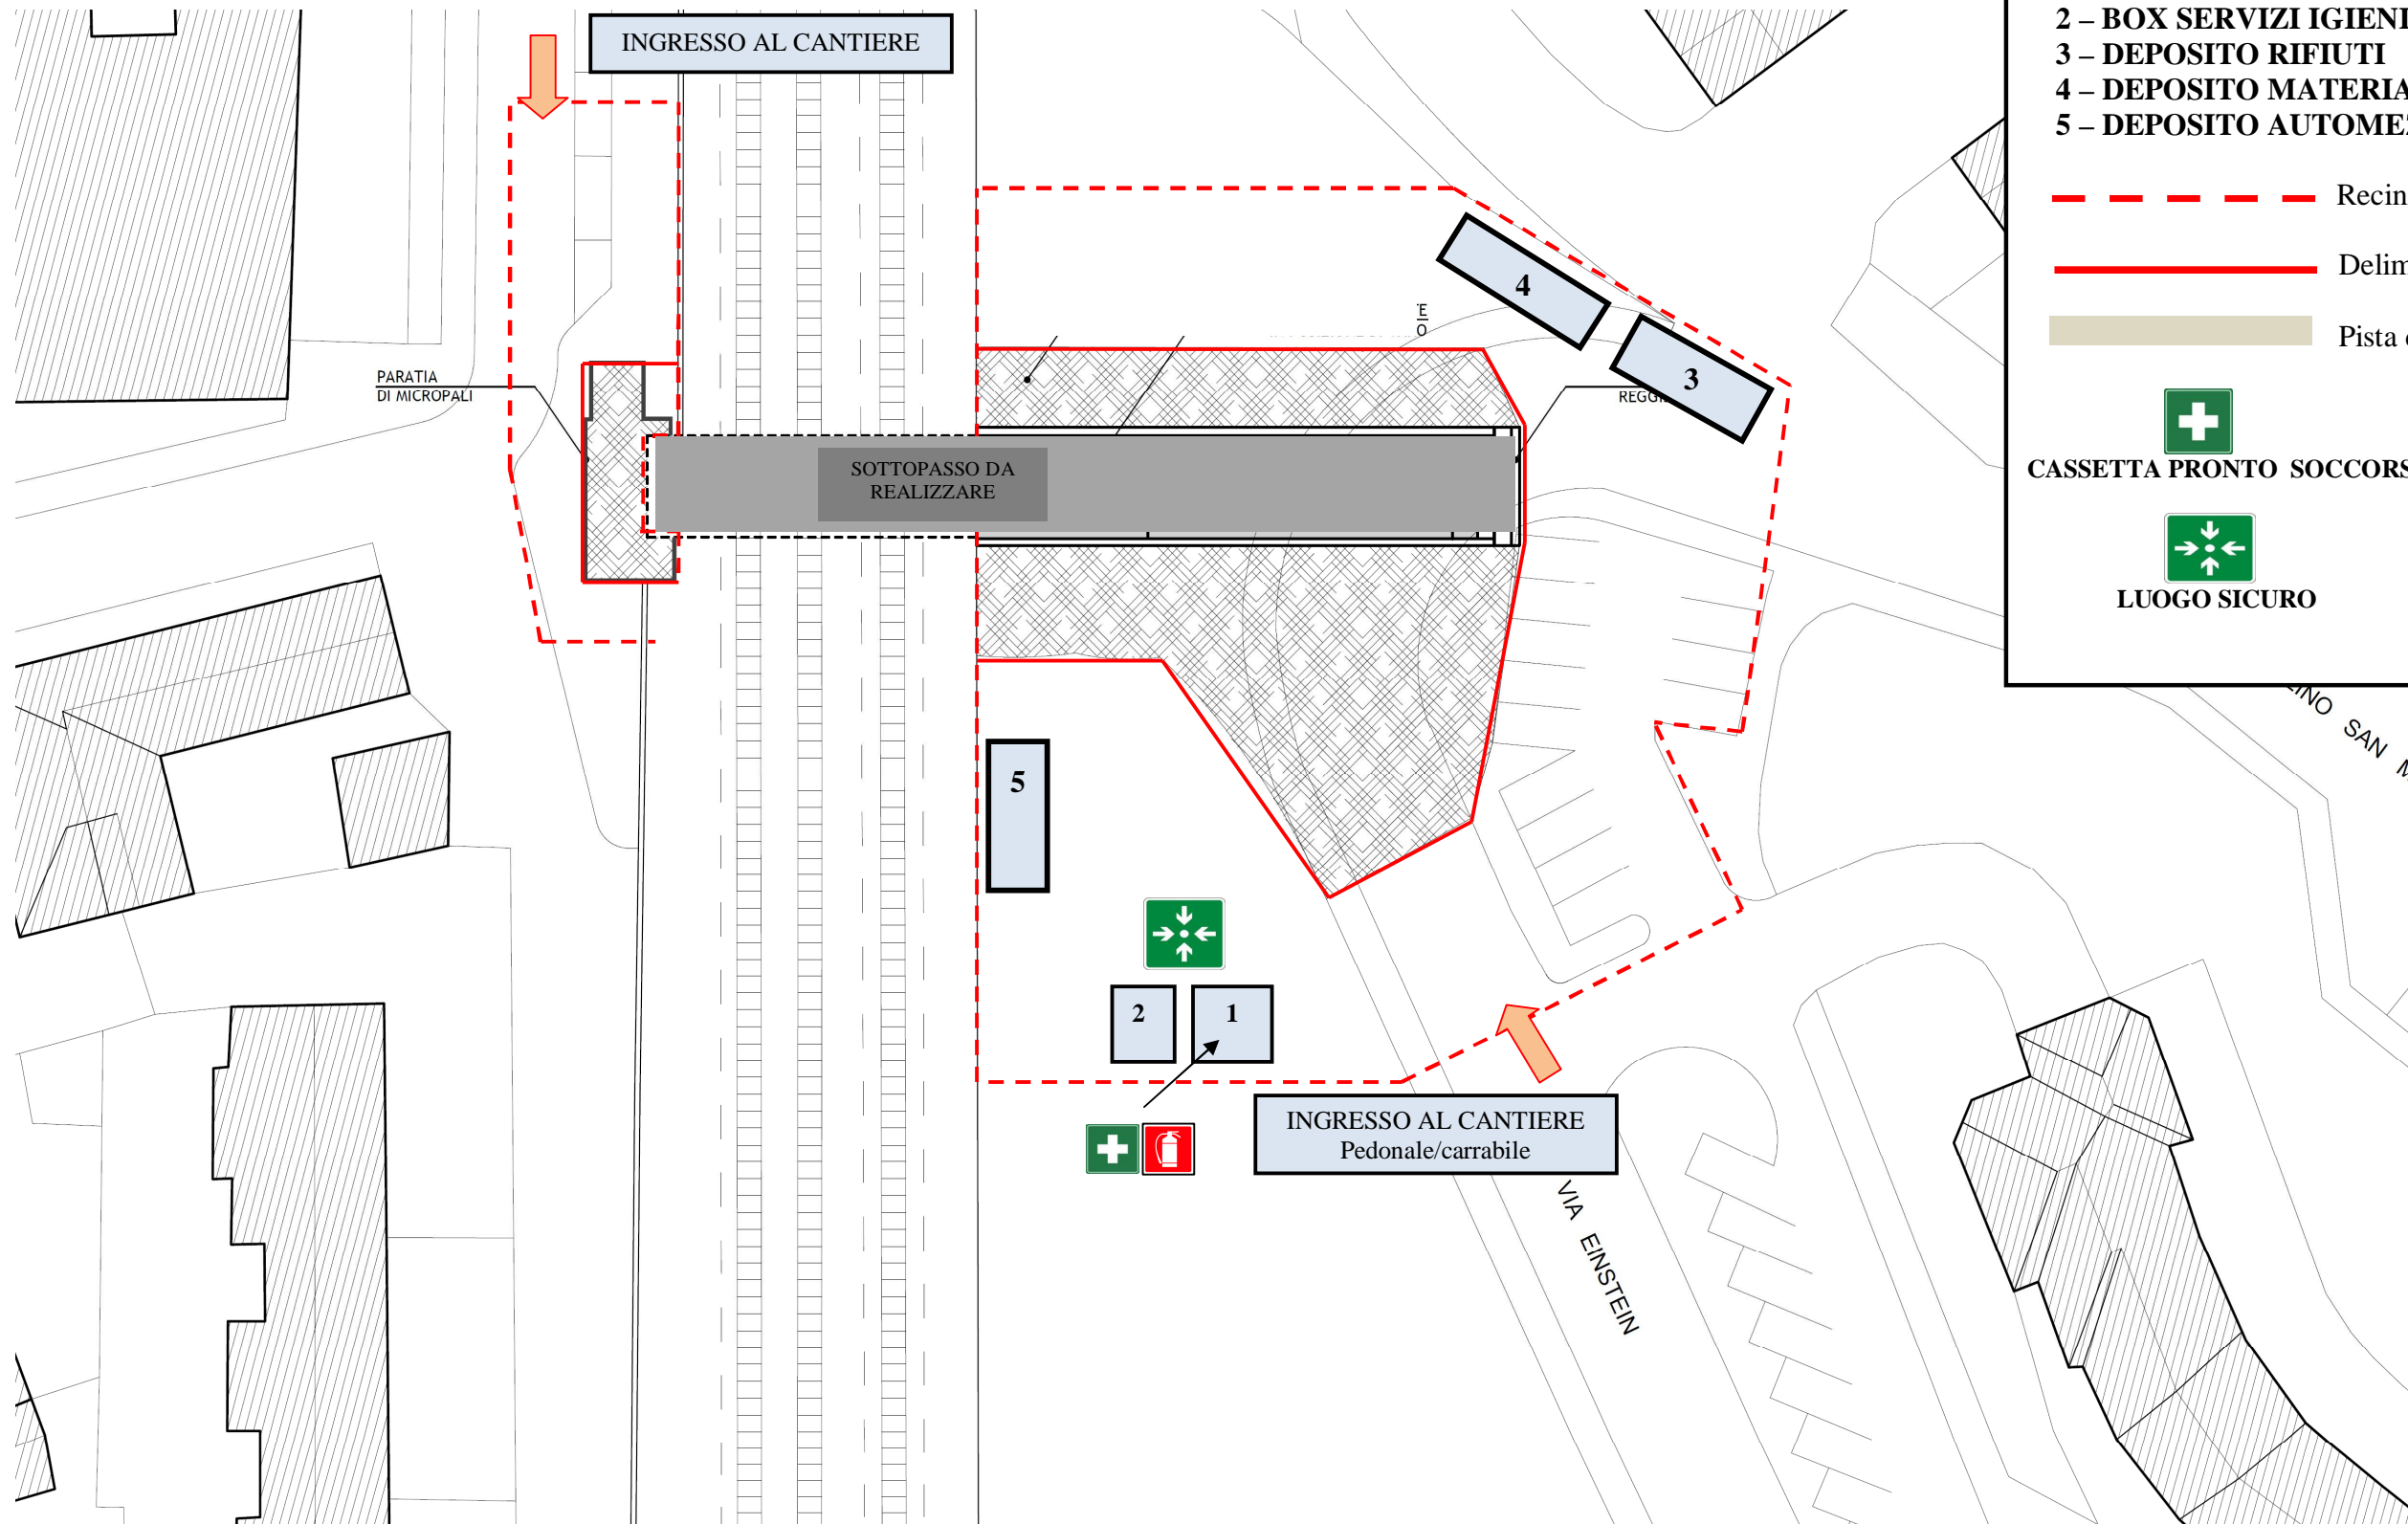 INGRESSO AL CANTIERE
2 – BOX SERVIZI IGIENI
3 – DEPOSITO RIFIUTI
4 – DEPOSITO MATERIA
5 – DEPOSITO AUTOME
Recin
Delim
Pista
CASSETTA PRONTO SOCCORS
LUOGO SICURO
4
3
E
O
PARATIA
DI MICROPALI
REGGI
SOTTOPASSO DA
REALIZZARE
5
2
1
INGRESSO AL CANTIERE
Pedonale/carrabile
VIA EINSTEIN
INO SAN M